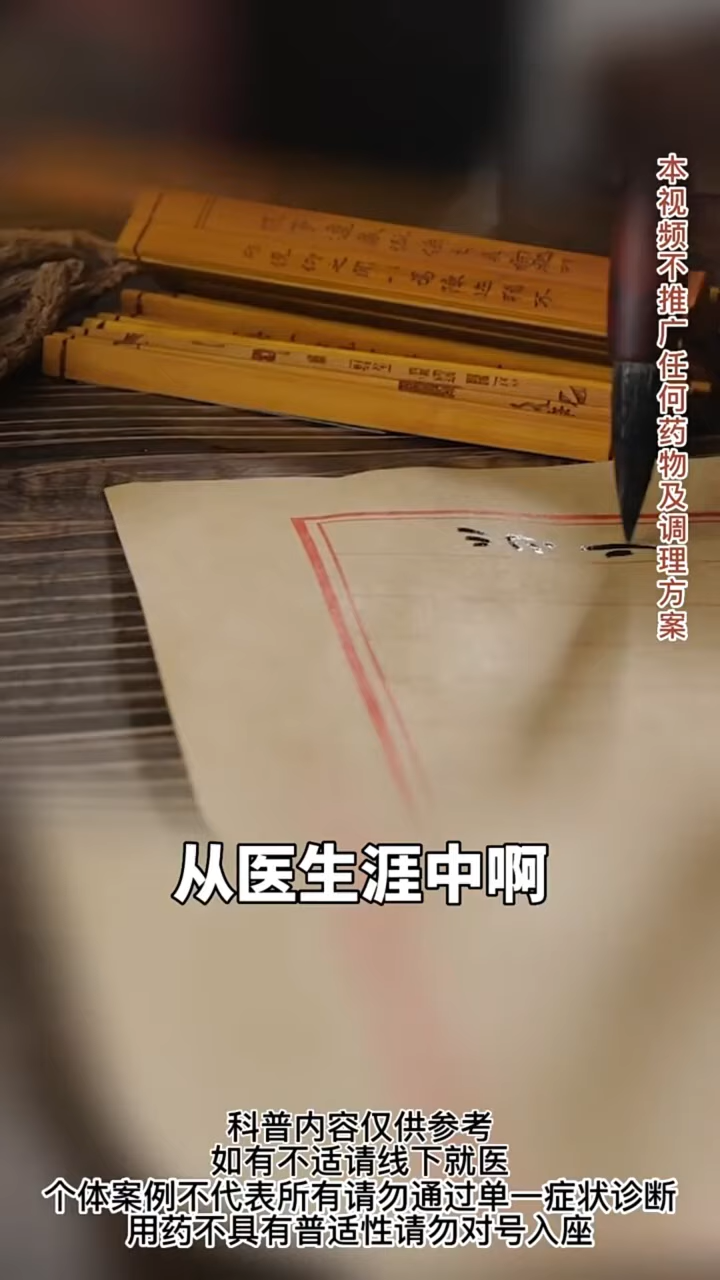 本视频不推广任何药物及调理方案
从医生涯中啊
科普内容仅供参考
如有不适请线下就医
个体案例不代表所有请勿通过单一症状诊断
用药不具有普适性请勿对号入座